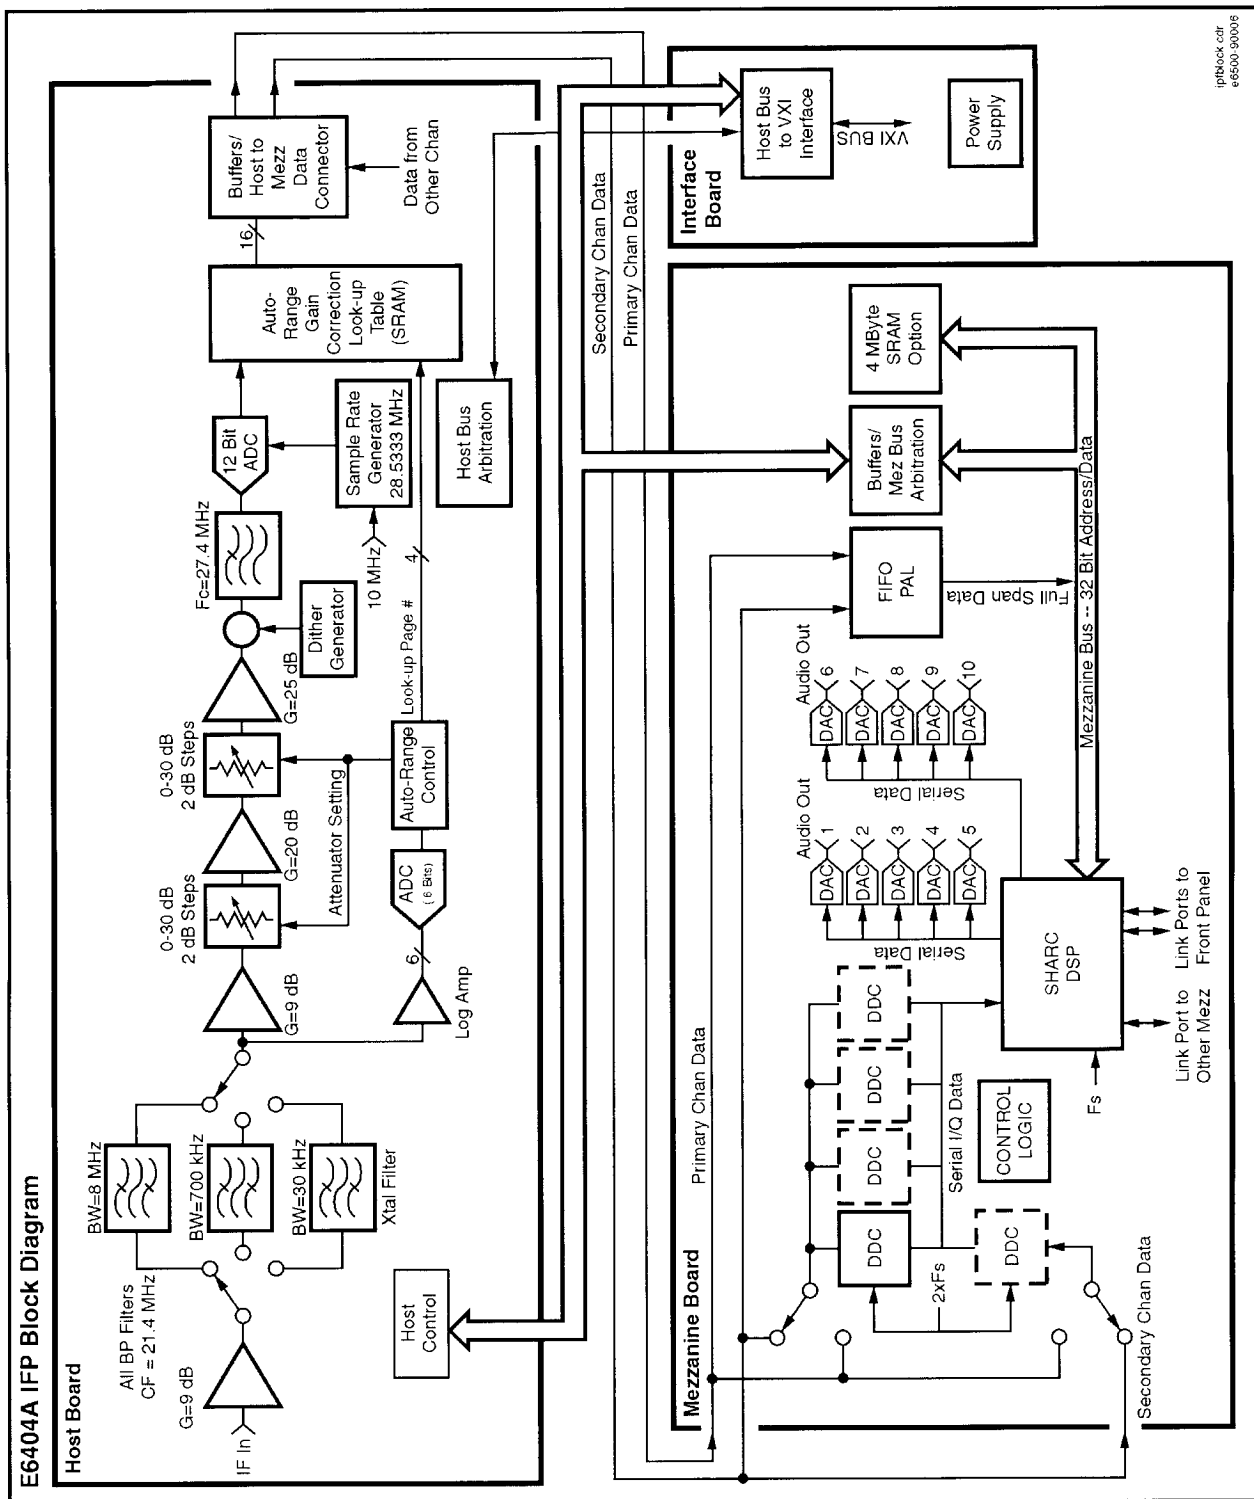 E6404A IFP Block Diagram
Host Board
IF In
G=9 dB
All BP Filters
CF = 21.4 MHz
BW=8 MHz
BW=700 kHz
BW=30 kHz
Xtal Filter
G=9 dB
0-30 dB
2 dB Steps
G=20 dB
0-30 dB
2 dB Steps
G=25 dB
Attenuator Setting
Dither
Generator
Fc=27.4 MHz
12 Bit
ADC
Log Amp
6
ADC
( 6 Bits)
Auto-Range
Control
Look-up Page #
4
10 MHz
Sample Rate
Generator
28.5333 MHz
Auto-
Range
Gain
Correction
Look-up
Table
(SRAM)
16
Buffers/
Host to
Mezz
Data
Connector
Data from
Other Chan
Host Bus
Arbitration
Host
Control
Secondary Chan Data
Primary Chan Data
Interface
Board
Host Bus
to VXI
Interface
VXI BUS
Power
Supply
Mezzanine Board
Primary Chan Data
DDC
DDC
DDC
DDC
2xFs
DDC
Serial I/Q Data
Secondary Chan Data
CONTROL
LOGIC
Fs
SHARC
DSP
Link Port to
Other Mezz
Link Ports to
Front Panel
Serial Data
Audio Out
DAC 1
DAC 2
DAC 3
DAC 4
DAC 5
Serial Data
Audio Out
DAC 6
DAC 7
DAC 8
DAC 9
DAC 10
FIFO
PAL
Full Span Data
Buffers/
Mez Bus
Arbitration
4 MByte
SRAM
Option
Mezzanine Bus -- 32 Bit Address/Data
ipfblock.cdr
e6500-90006